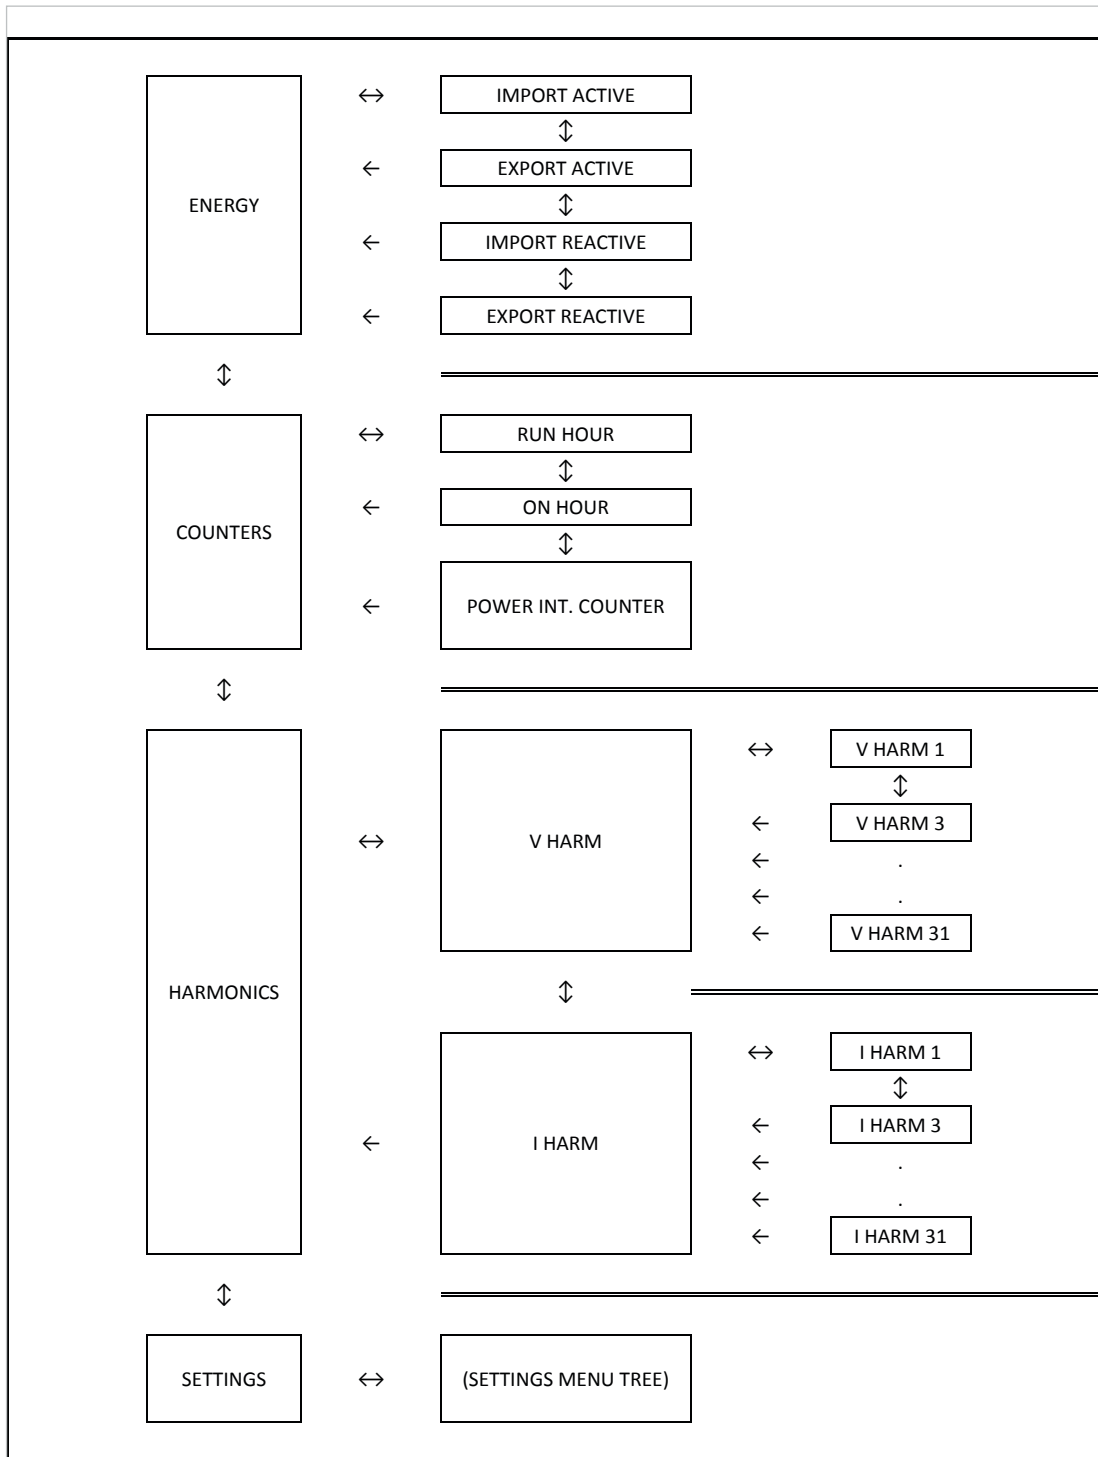 IMPORT ACTIVE
EXPORT ACTIVE
ENERGY
IMPORT REACTIVE
EXPORT REACTIVE
RUN HOUR
ON HOUR
COUNTERS
POWER INT. COUNTER
V HARM 1
V HARM 3
V HARM
.
.
V HARM 31
HARMONICS
I HARM 1
I HARM 3
I HARM
.
.
I HARM 31
SETTINGS
(SETTINGS MENU TREE)